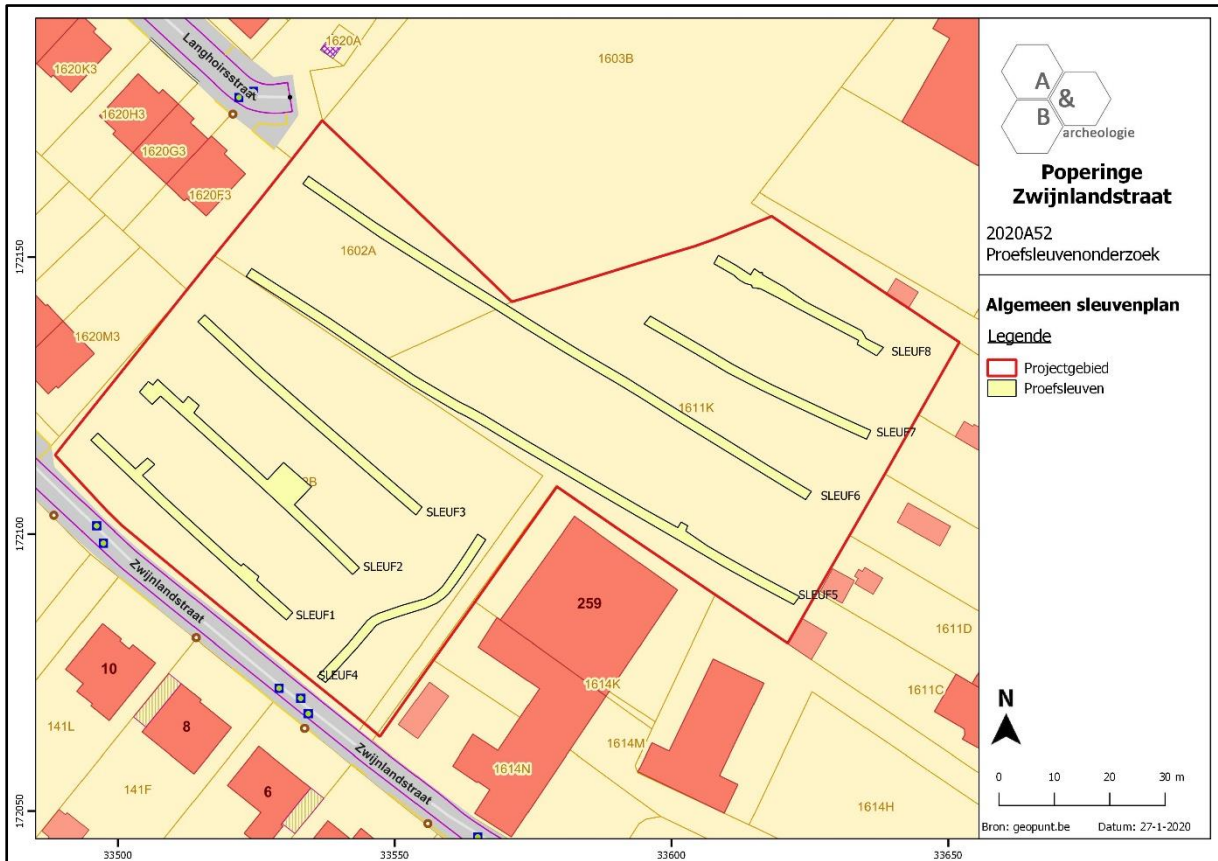 1620K3
1620H3
1620G3
1620F3
1620M3
Langhoirsstraat
1620A
1603B
1602A
1611K
SLEUF8
SLEUF7
SLEUF6
SLEUF3
SLEUF2
SLEUF1
SLEUF4
SLEUF5
Zwijnlandstraat
Zwijnlandstraat
10
8
6
141L
141F
259
1614K
1614N
1614M
1614H
1611D
1611C
172150
172100
172050
33500
33550
33600
33650
A
&
B
archeologie
Poperinge
Zwijnlandstraat
2020A52
Proefsleuvenonderzoek
Algemeen sleuvenplan
Legende
Projectgebied
Proefsleuven
N
0 10 20 30 m
Bron: geopunt.be Datum: 27-1-2020